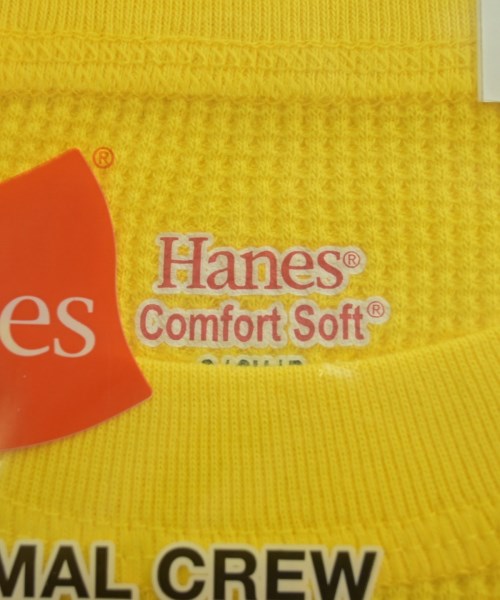 ®
Hanes®
es
Comfort Soft®
MAL CREW